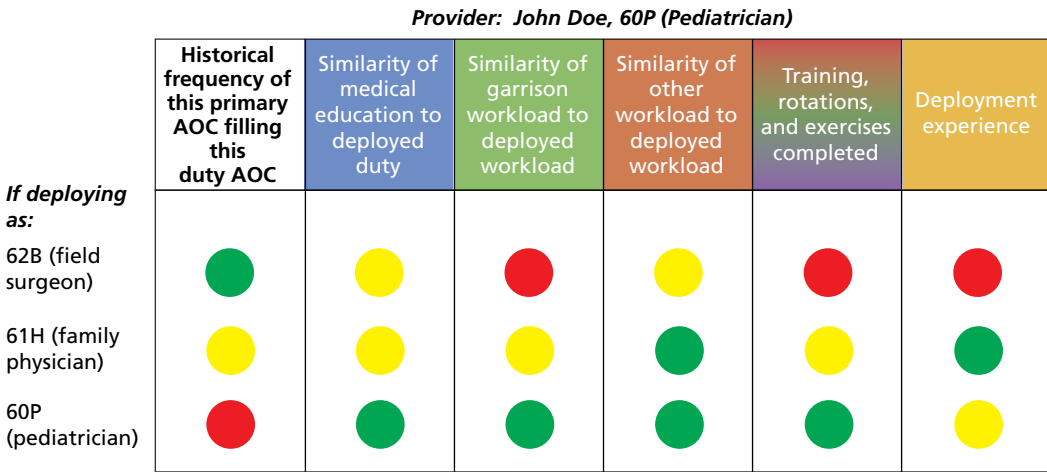 Provider: John Doe, 60P (Pediatrician)
Historical
frequency of
this primary
AOC filling
this
duty AOC
Similarity of
medical
education to
deployed
duty
Similarity of
garrison
workload to
deployed
workload
Similarity of
other
workload to
deployed
workload
Training,
rotations,
and exercises
completed
Deployment
experience
If deploying
as:
62B (field
surgeon)
61H (family
physician)
60P
(pediatrician)